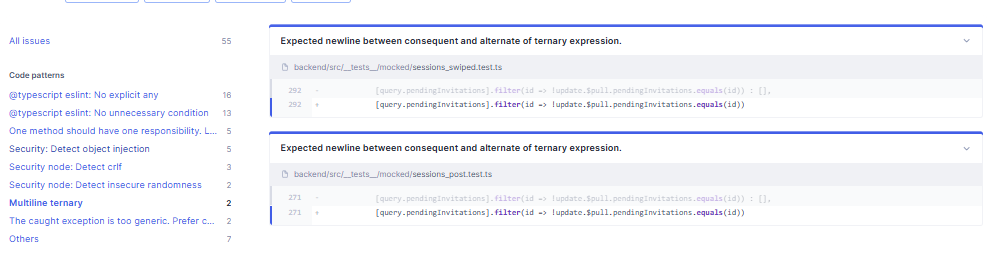 All issues 55
Code patterns
@typescript eslint: No explicit any 16
@typescript eslint: No unnecessary condition 13
One method should have one responsibility. L... 5
Security: Detect object injection 5
Security node: Detect crlf 3
Security node: Detect insecure randomness 2
Multiline ternary 2
The caught exception is too generic. Prefer c... 2
Others 7
Expected newline between consequent and alternate of ternary expression.
backend/src/__tests__/mocked/sessions_swiped.test.ts
292 - [query.pendingInvitations].filter(id => !update.$pull.pendingInvitations.equals(id)) : [],
292 + [query.pendingInvitations].filter(id => !update.$pull.pendingInvitations.equals(id))
Expected newline between consequent and alternate of ternary expression.
backend/src/__tests__/mocked/sessions_post.test.ts
271 - [query.pendingInvitations].filter(id => !update.$pull.pendingInvitations.equals(id)) : [],
271 + [query.pendingInvitations].filter(id => !update.$pull.pendingInvitations.equals(id))